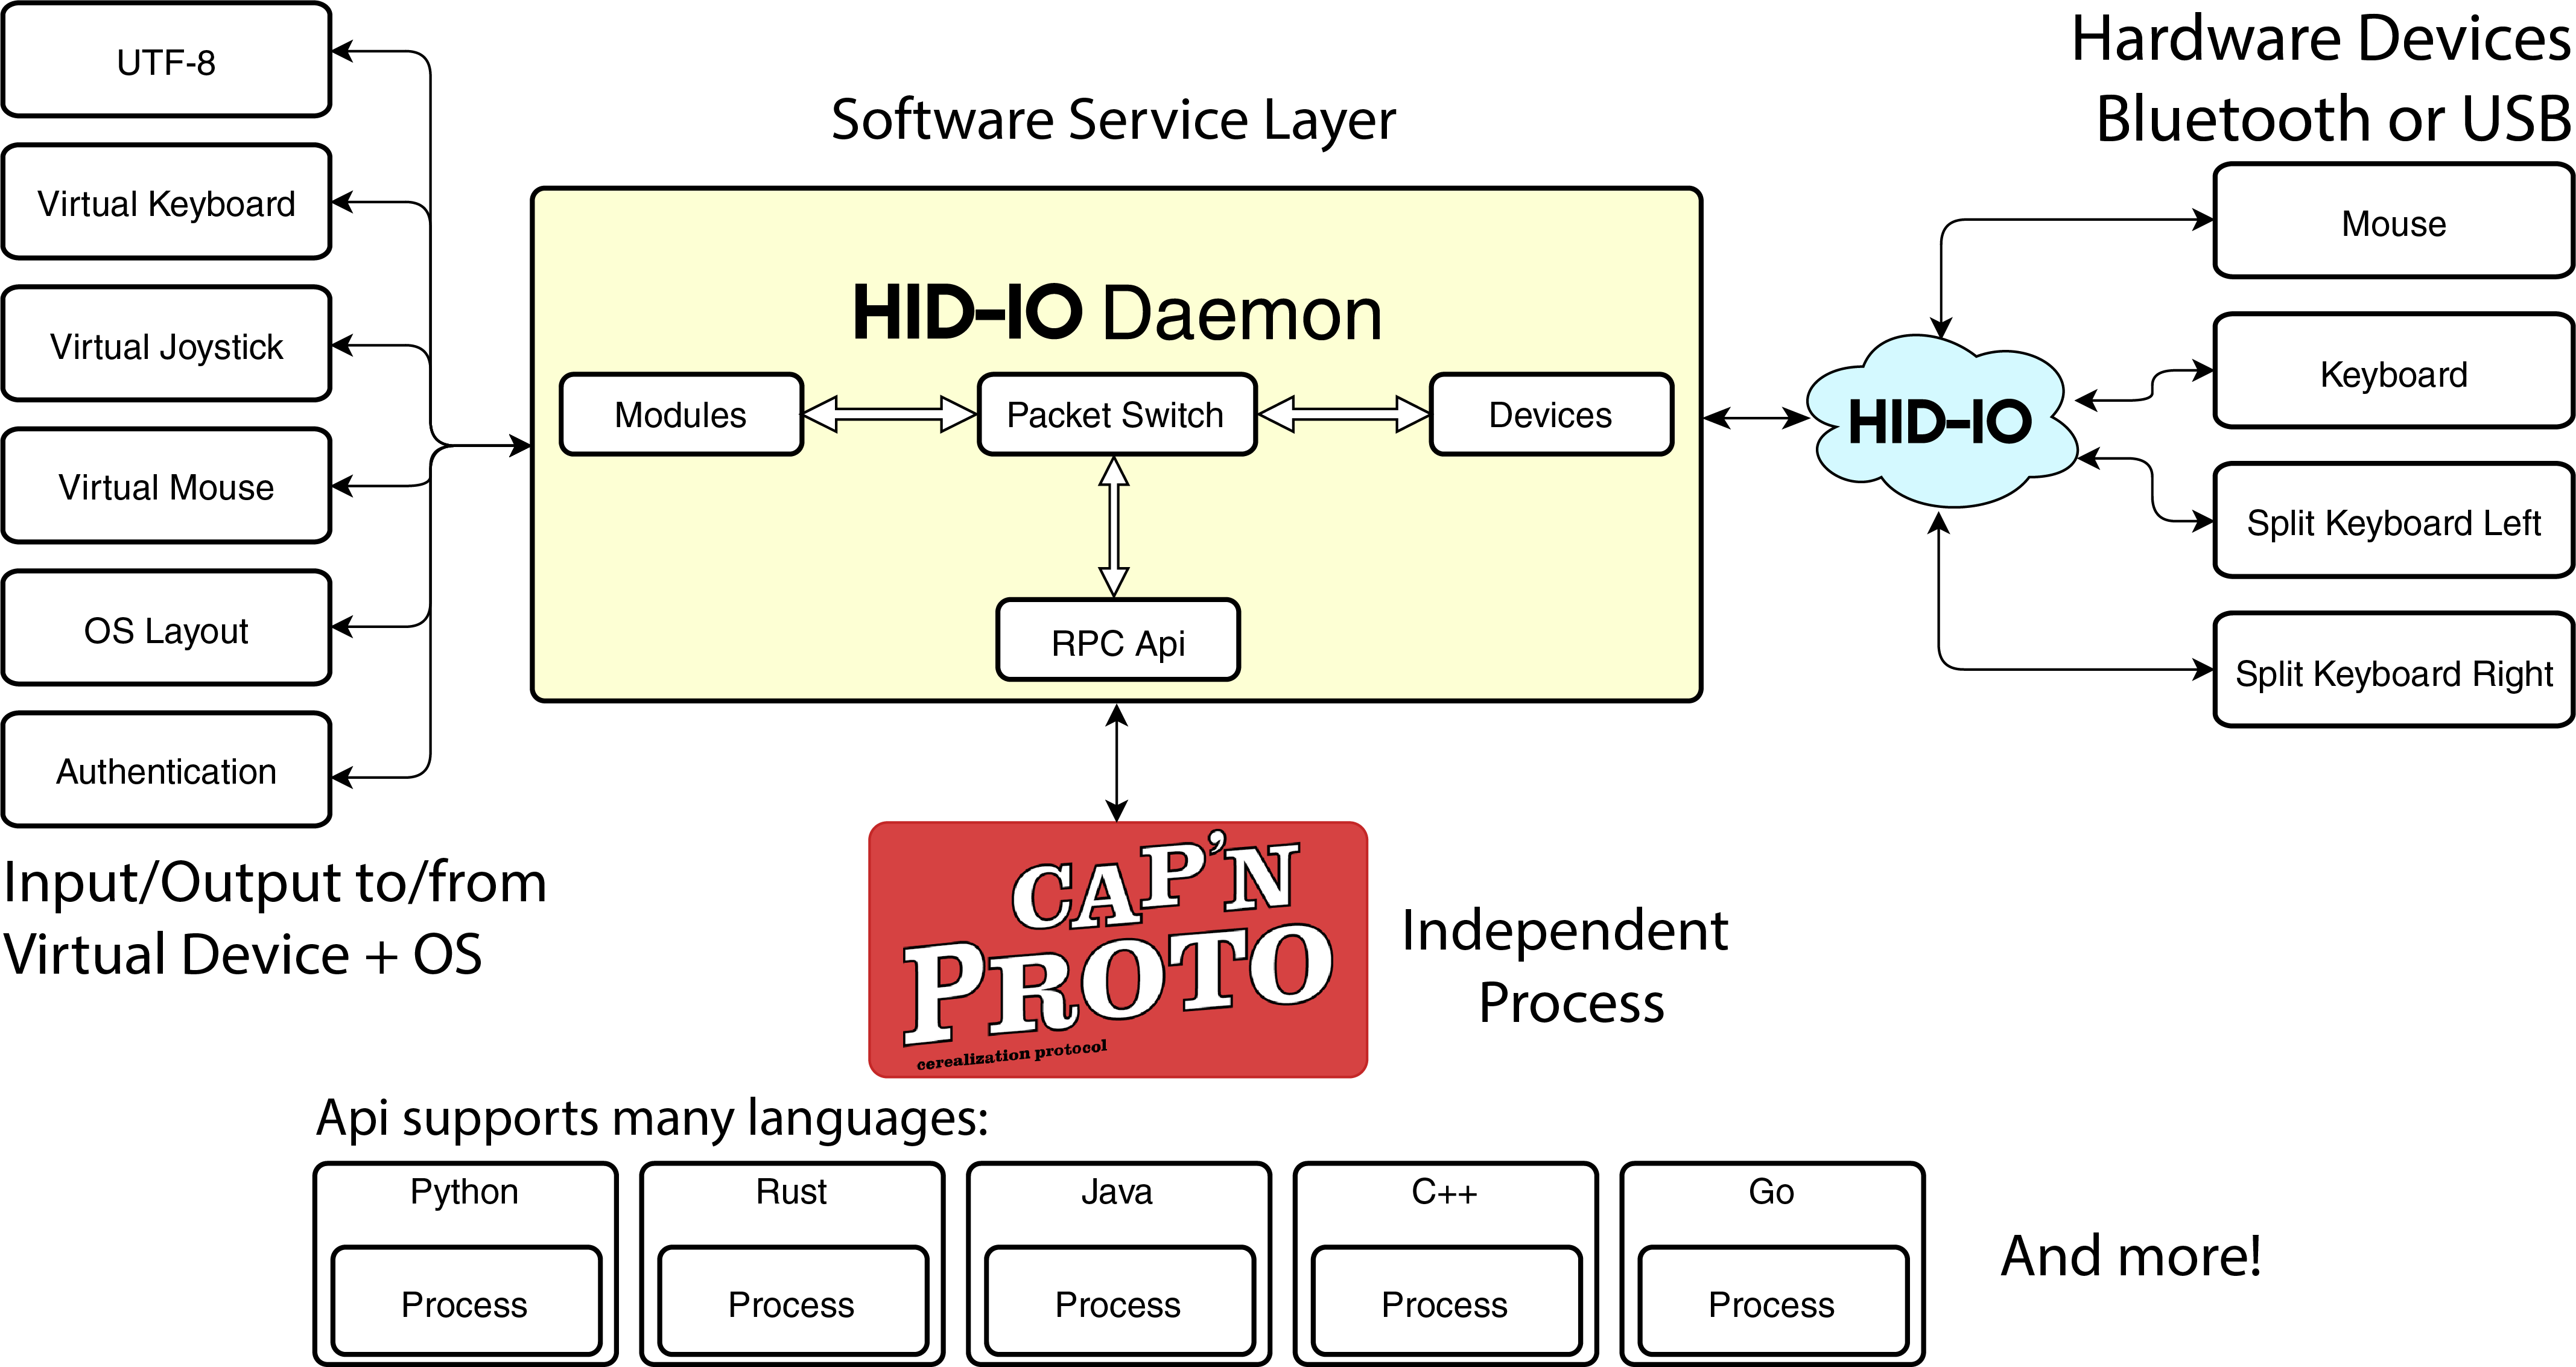 UTF-8
Virtual Keyboard
Virtual Joystick
Virtual Mouse
OS Layout
Authentication
Input/Output to/from
Virtual Device + OS
Software Service Layer
HID-IO Daemon
Modules
Packet Switch
Devices
RPC Api
CAP'N
PROTO
cerealization protocol
Independent
Process
Hardware Devices
Bluetooth or USB
HID-IO
Mouse
Keyboard
Split Keyboard Left
Split Keyboard Right
Api supports many languages:
Python
Process
Rust
Process
Java
Process
C++
Process
Go
Process
And more!